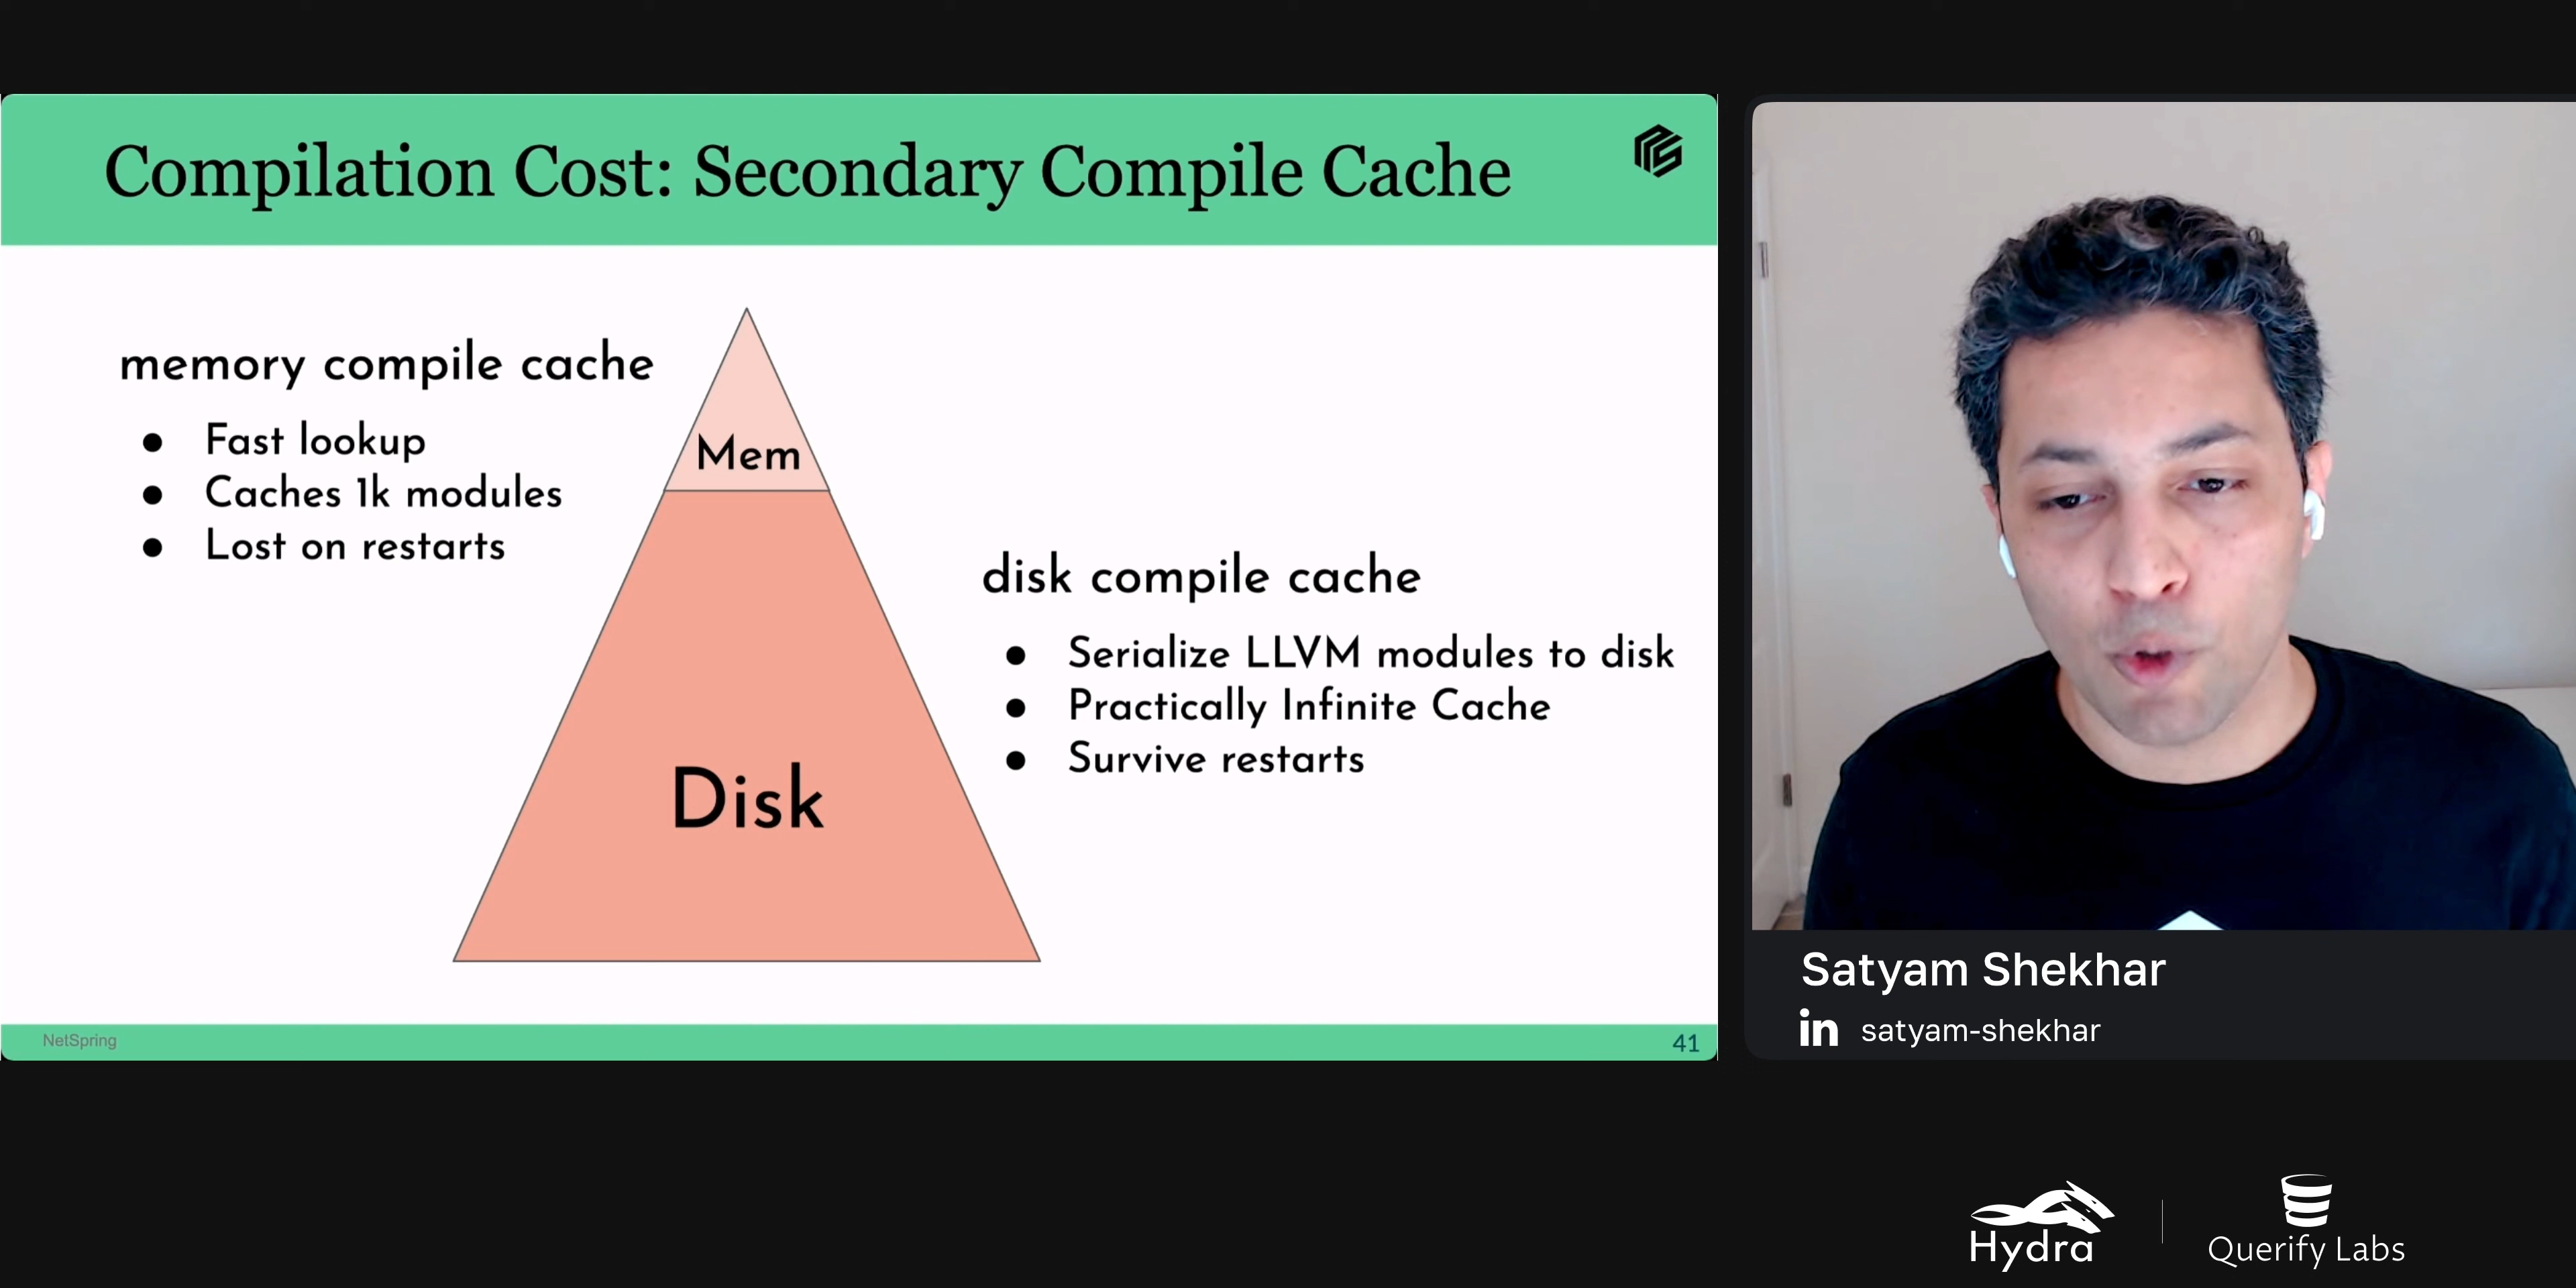 Compilation Cost: Secondary Compile Cache
memory compile cache
● Fast lookup
● Caches 1k modules
● Lost on restarts
Mem
Disk
disk compile cache
● Serialize LLVM modules to disk
● Practically Infinite Cache
● Survive restarts
NetSpring
41
Satyam Shekhar
in satyam-shekhar
Hydra
Querify Labs